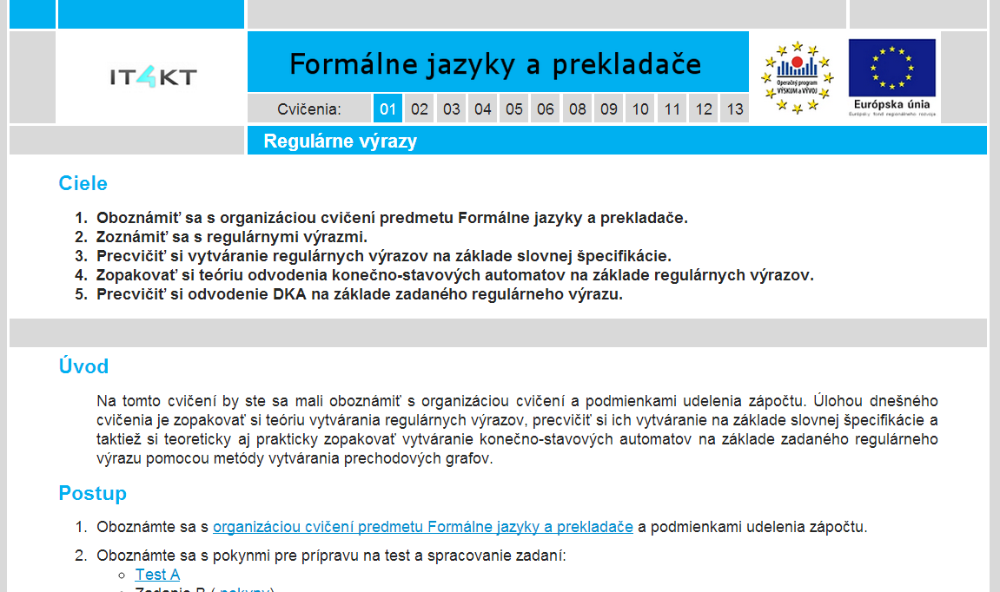 IT4KT
Formálne jazyky a prekladače
Operačný program
VÝSKUM a VÝVOJ
Európska únia
Európsky fond regionálneho rozvoja
Cvičenia: 01 02 03 04 05 06 08 09 10 11 12 13
Regulárne výrazy
Ciele
1. Oboznámiť sa s organizáciou cvičení predmetu Formálne jazyky a prekladače.
2. Zoznámiť sa s regulárnymi výrazmi.
3. Precvičiť si vytváranie regulárnych výrazov na základe slovnej špecifikácie.
4. Zopakovať si teóriu odvodenia konečno-stavových automatov na základe regulárnych výrazov.
5. Precvičiť si odvodenie DKA na základe zadaného regulárneho výrazu.
Úvod
Na tomto cvičení by ste sa mali oboznámiť s organizáciou cvičení a podmienkami udelenia zápočtu. Úlohou dnešného
cvičenia je zopakovať si teóriu vytvárania regulárnych výrazov, precvičiť si ich vytváranie na základe slovnej špecifikácie a
taktiež si teoreticky aj prakticky zopakovať vytváranie konečno-stavových automatov na základe zadaného regulárneho
výrazu pomocou metódy vytvárania prechodových grafov.
Postup
1. Oboznámte sa s organizáciou cvičení predmetu Formálne jazyky a prekladače a podmienkami udelenia zápočtu.
2. Oboznámte sa s pokynmi pre prípravu na test a spracovanie zadaní:
Test A
Zadanie B ( pokyny)